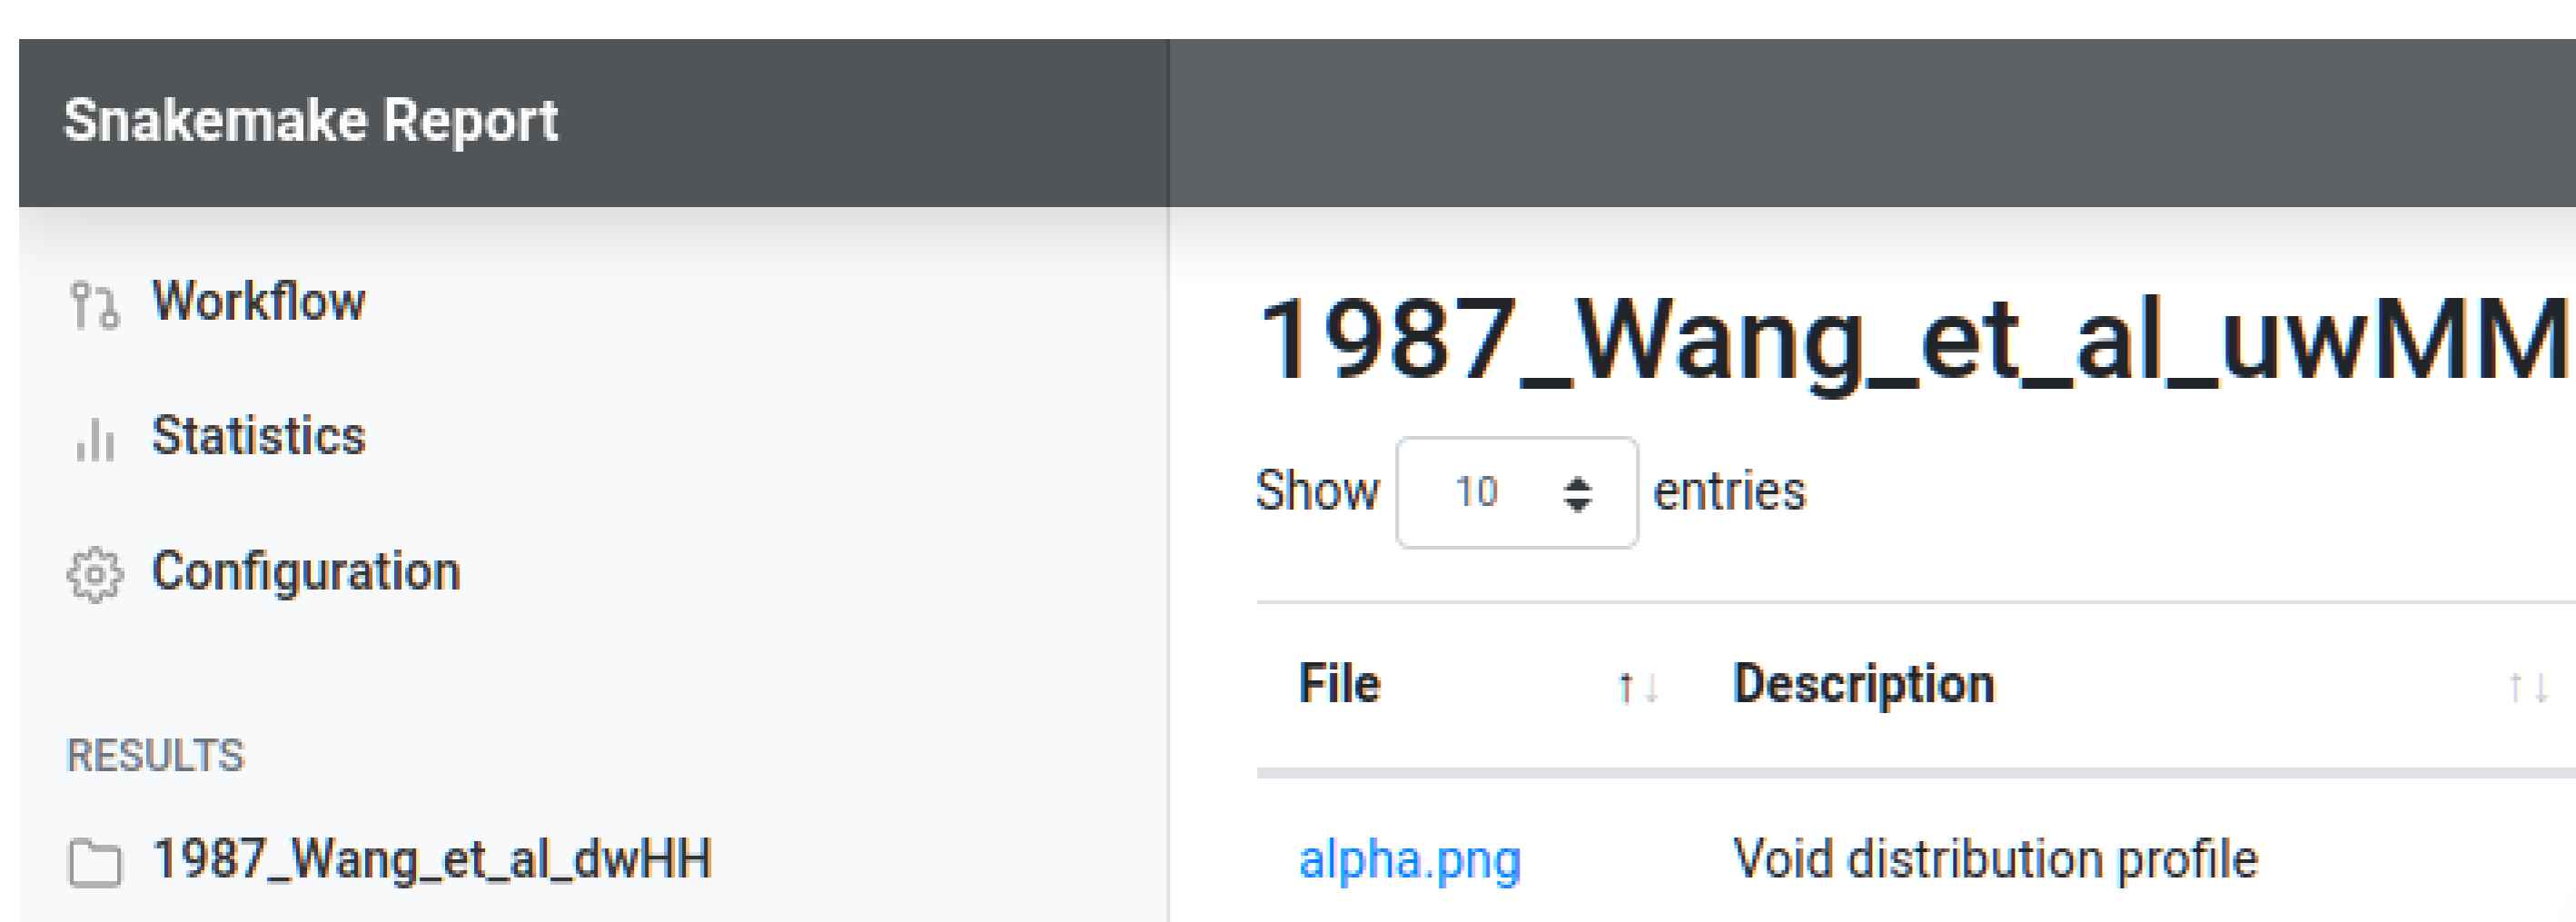 Snakemake Report
Workflow
Statistics
Configuration
RESULTS
1987_Wang_et_al_dwHH
1987_Wang_et_al_uwMM
Show 10 entries
File ↑↓ Description ↑↓
alpha.png Void distribution profile